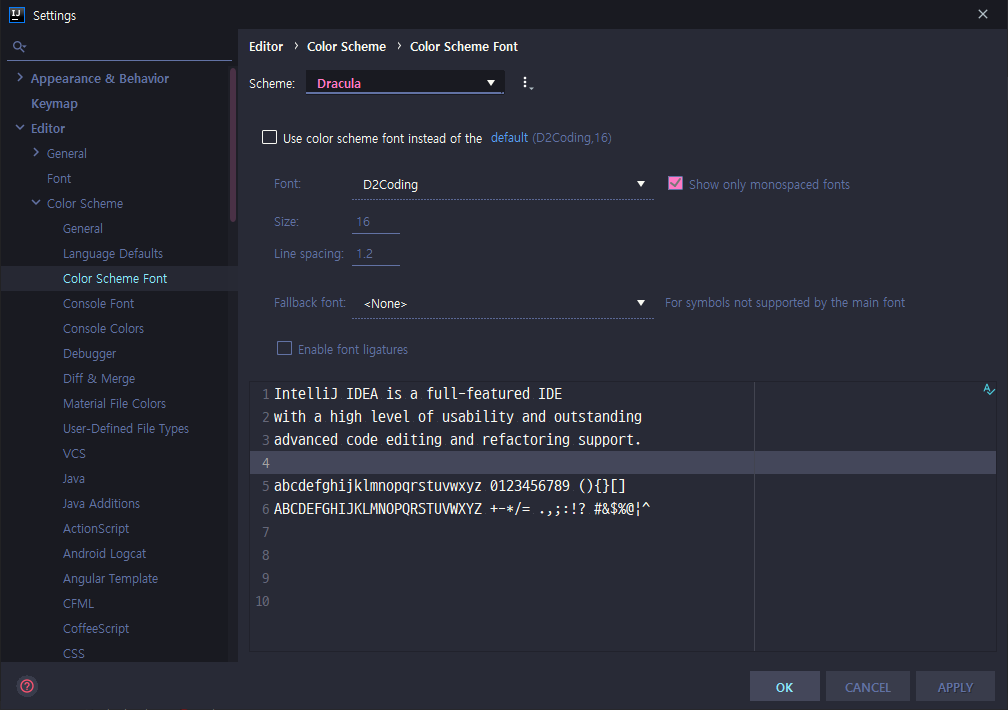 IJ Settings
Editor › Color Scheme › Color Scheme Font
Scheme: Dracula
Appearance & Behavior
Keymap
Editor
General
Font
Color Scheme
General
Language Defaults
Color Scheme Font
Console Font
Console Colors
Debugger
Diff & Merge
Material File Colors
User-Defined File Types
VCS
Java
Java Additions
ActionScript
Android Logcat
Angular Template
CFML
CoffeeScript
CSS
Use color scheme font instead of the default (D2Coding,16)
Font: D2Coding Show only monospaced fonts
Size: 16
Line spacing: 1.2
Fallback font: <None> For symbols not supported by the main font
Enable font ligatures
1 IntelliJ IDEA is a full-featured IDE
2 with a high level of usability and outstanding
3 advanced code editing and refactoring support.
4
5 abcdefghijklmnopqrstuvwxyz 0123456789 (){}[]
6 ABCDEFGHIJKLMNOPQRSTUVWXYZ +-*/= .,;:!? #&$%@|^
7
8
9
10
? OK CANCEL APPLY